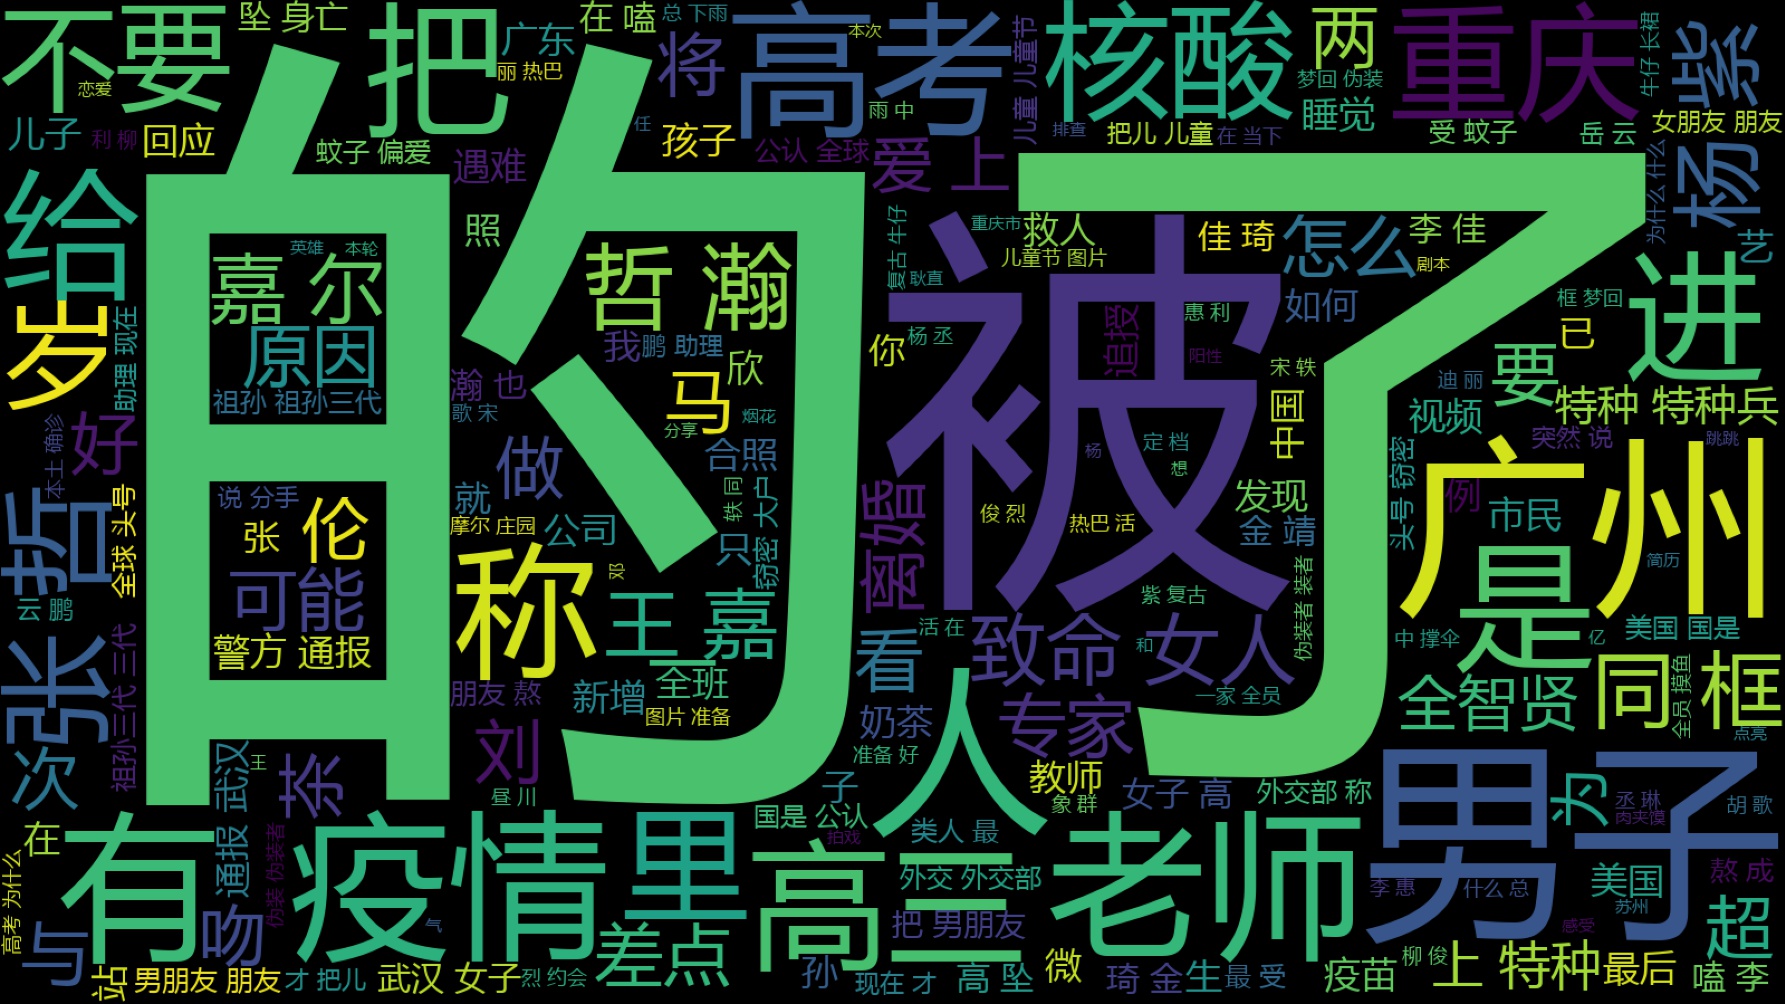 不要
坠 身亡
把
在 嗑
总 下雨
高考
本次
儿童 儿童节
核酸
两
重庆
牛仔 长裙
紫
恋爱
广东
丽 热巴
将
雨 中
梦回 伪装
睡觉
女朋友 朋友
儿子
利 柳
回应
蚊子 偏爱
遇难
任
孩子
公认 全球
爱 上
排查
把儿 儿童
在 当下
受 蚊子
岳 云
为什么 什么
杨
给
的
了
被
照
复古 牛仔
重庆市
救人
儿童节 图片
佳 琦
怎么
李 佳
艺
英雄
本轮
嘉 尔
哲 瀚
耿直
剧本
进
岁
助理 现在
原因
祖孙 祖孙三代
我
鹏 助理
欣
你
杨 丞
追授
惠 利
阳性
如何
框 梦回
已
宋 轶
要
瀚 也
歌 宋
马
烟花
分享
中国
迪 丽
视频
特种 特种兵
好
本土 确诊
做
合照
杨
定 档
想
突然 说
跳跳
哲
全球 头号
说 分手
张
伦
就
摩尔 庄园
公司
只
轶 同
窃密 大户
离婚
俊 烈
热巴 活
发现
金 靖
头号 窃密
例
市民
广州
简历
云 鹏
可能
警方 通报
称
邓
王 嘉
紫 复古
伪装者 装者
是
张
祖孙三代 三代
朋友 熬
新增
全班
图片 准备
看
活 在
致命
和
女人
中 撑伞
亿
美国 国是
一家 全员
全智贤
同 框
全员 摸鱼
点亮
次
通报 武汉
王
亲
刘
昼 川
奶茶
准备 好
专家
教师
象 群
女子 高
外交部 称
男子
为
丞 琳
肉夹馍
胡 歌
在
有
疫情
里
子
国是 公认
拍戏
人
类人 最
外交 外交部
高三
老师
李 惠
什么 总
美国
苏州
熬 成
高考 为什么
与
伪装 伪装者
吻
气
差点
把 男朋友
感受
超
站
男朋友 朋友
才 把儿
武汉 女子
烈 约会
孙
现在 才
高 坠
微
琦 金
生
最 受
疫苗
柳 俊
上
特种
最后
嗑 李